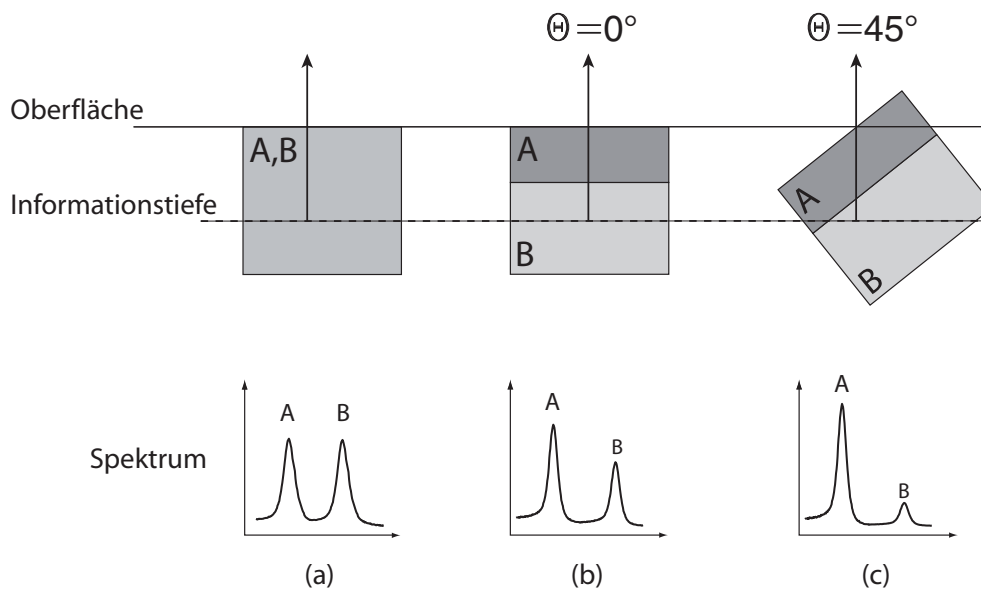 Θ=0° Θ=45°
Oberfläche
A,B A A
Informationstiefe
B B
A B A B A B
Spektrum
(a) (b) (c)